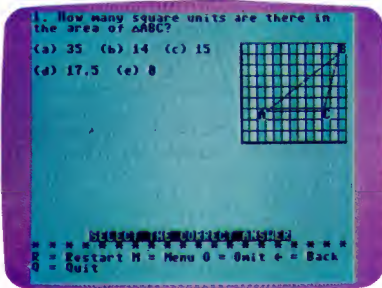 1. How many square units are there in
the area of △ABC?
(a) 35 (b) 14 (c) 15
(d) 17.5 (e) 8
B
A
C
SELECT THE CORRECT ANSWER
R = Restart M = Menu O = Omit ← = Back
Q = Quit